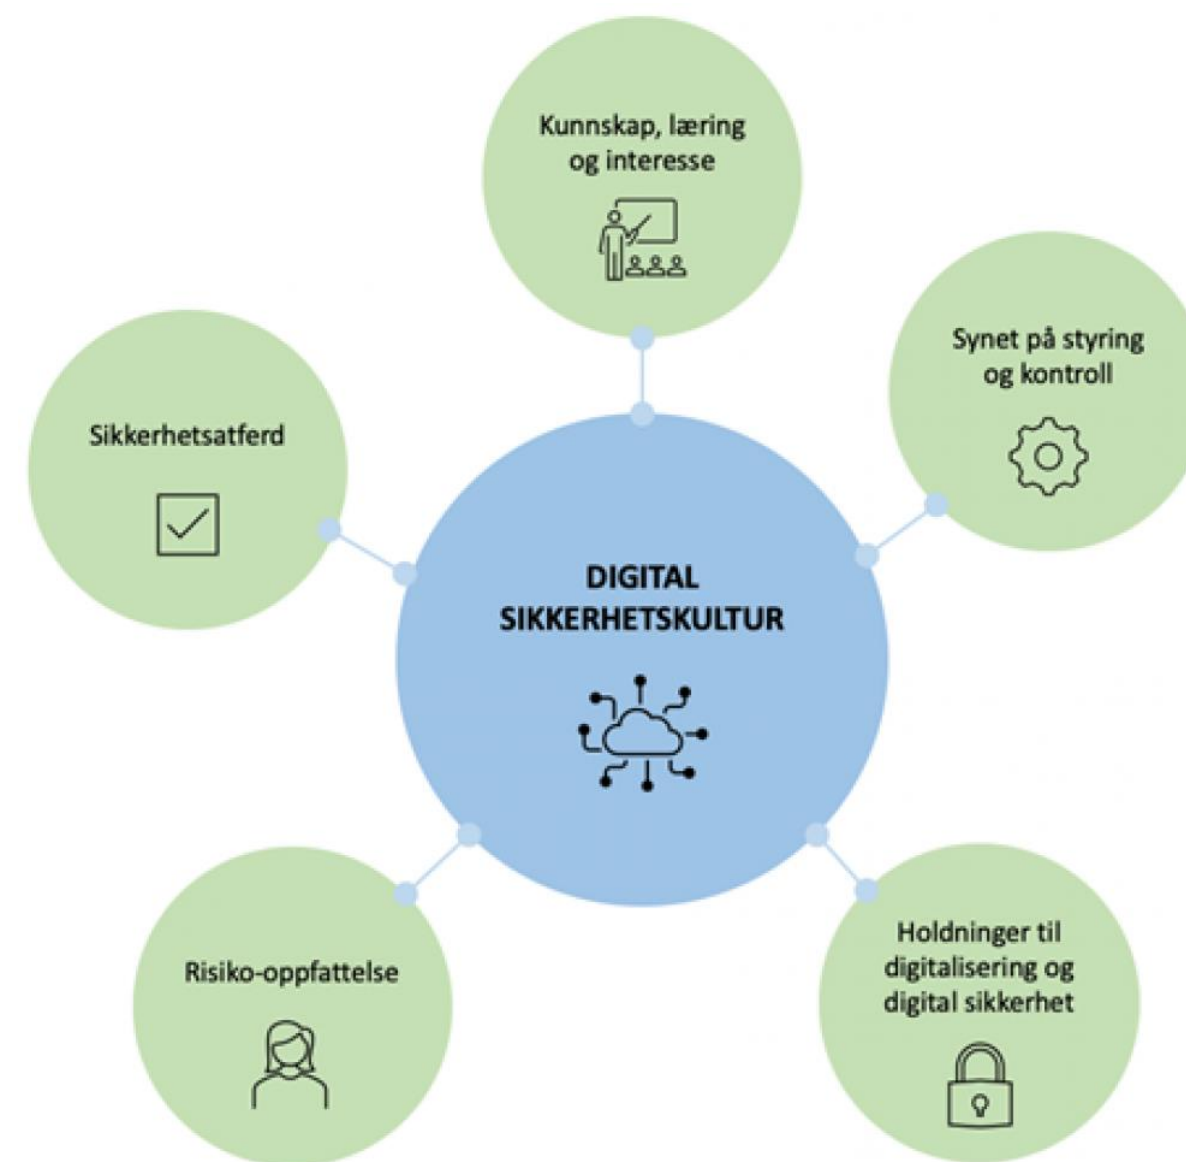 Kunnskap, læring
og interesse
Synet på styring
og kontroll
Sikkerhetsatferd
DIGITAL
SIKKERHETSKULTUR
Holdninger til
digitalisering og
digital sikkerhet
Risiko-oppfattelse